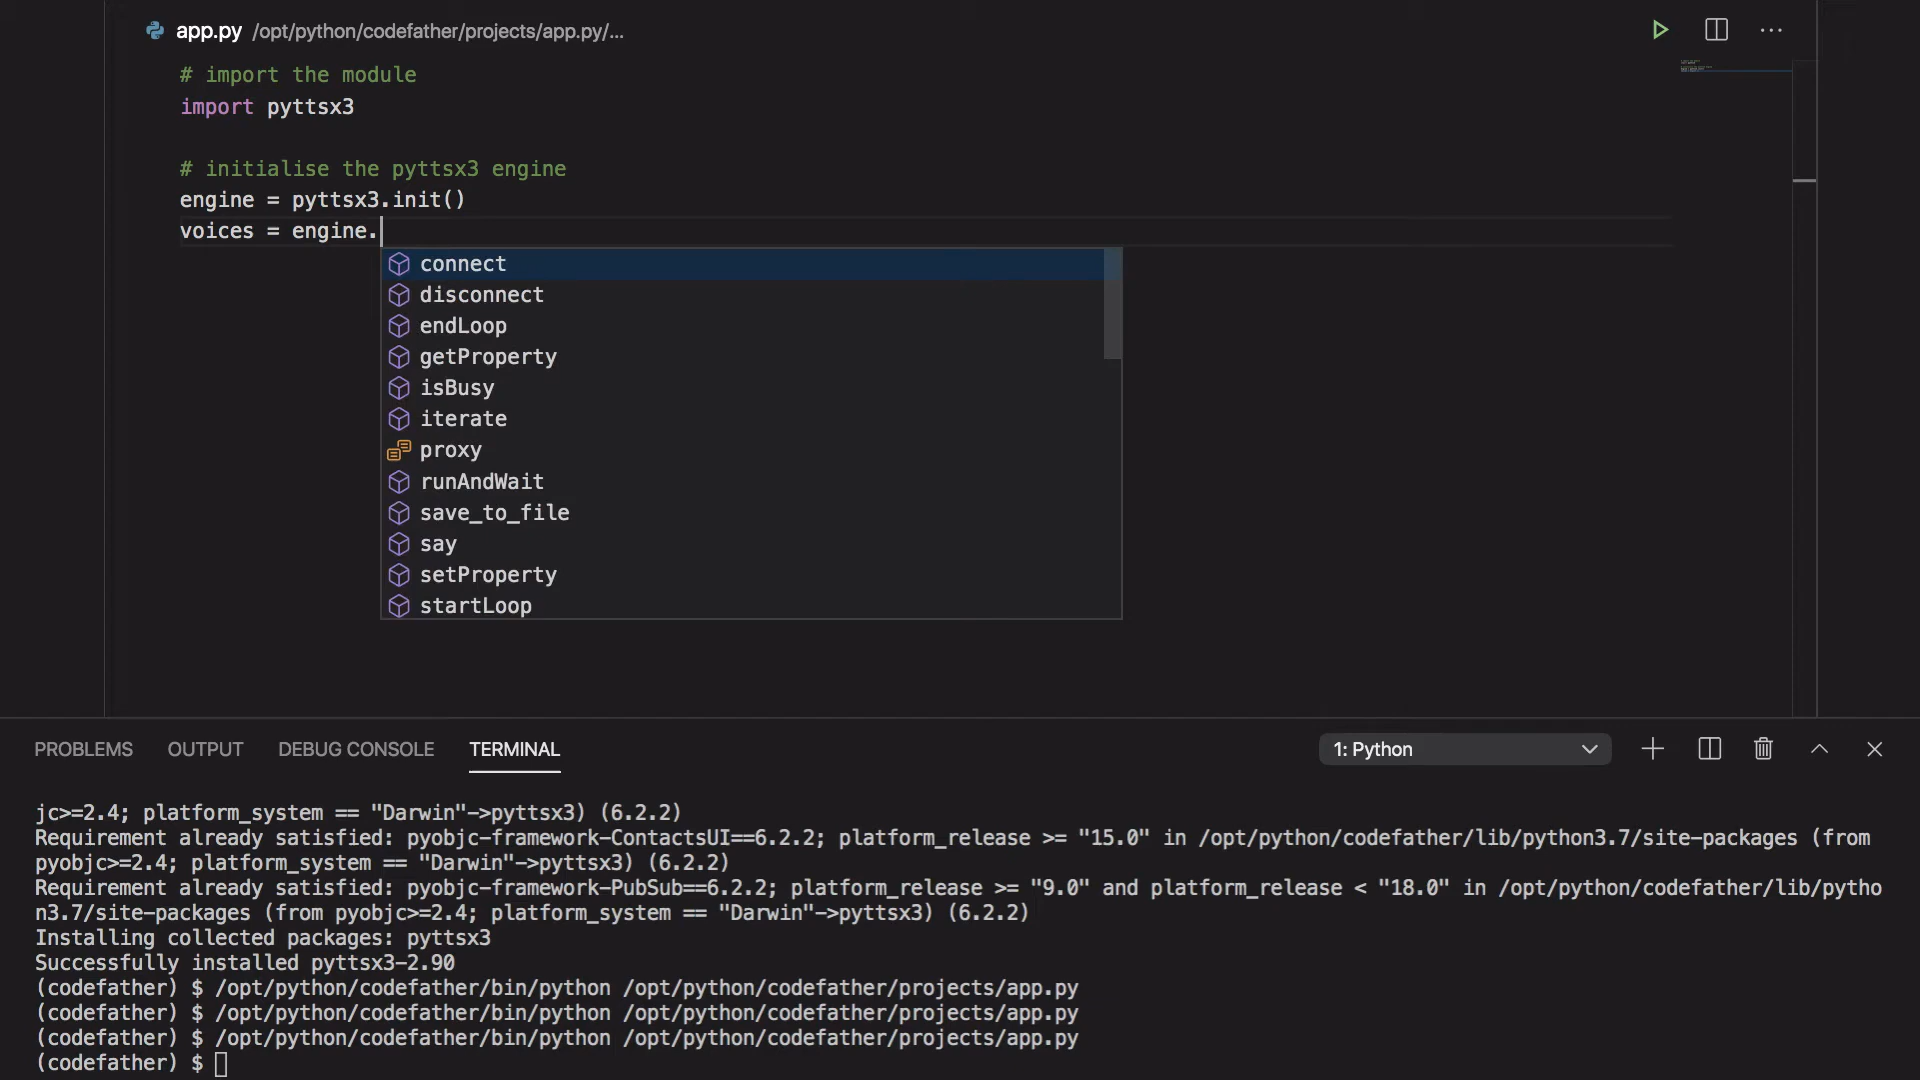 app.py /opt/python/codefather/projects/app.py/...
# import the module
import pyttsx3
# initialise the pyttsx3 engine
engine = pyttsx3.init()
voices = engine.
connect
disconnect
endLoop
getProperty
isBusy
iterate
proxy
runAndWait
save_to_file
say
setProperty
startLoop
PROBLEMS OUTPUT DEBUG CONSOLE TERMINAL 1: Python
jc>=2.4; platform_system == "Darwin"->pyttsx3) (6.2.2)
Requirement already satisfied: pyobjc-framework-ContactsUI==6.2.2; platform_release >= "15.0" in /opt/python/codefather/lib/python3.7/site-packages (from
pyobjc>=2.4; platform_system == "Darwin"->pyttsx3) (6.2.2)
Requirement already satisfied: pyobjc-framework-PubSub==6.2.2; platform_release >= "9.0" and platform_release < "18.0" in /opt/python/codefather/lib/pytho
n3.7/site-packages (from pyobjc>=2.4; platform_system == "Darwin"->pyttsx3) (6.2.2)
Installing collected packages: pyttsx3
Successfully installed pyttsx3-2.90
(codefather) $ /opt/python/codefather/bin/python /opt/python/codefather/projects/app.py
(codefather) $ /opt/python/codefather/bin/python /opt/python/codefather/projects/app.py
(codefather) $ /opt/python/codefather/bin/python /opt/python/codefather/projects/app.py
(codefather) $